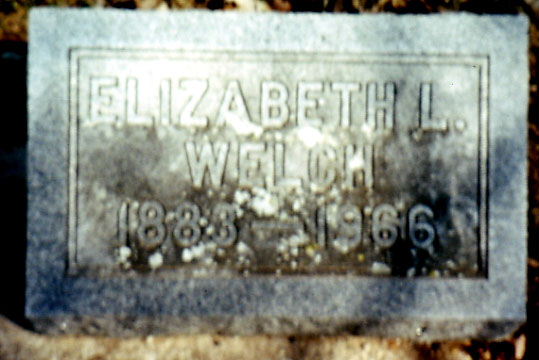 ELIZABETH L.
WELCH
1883 — 1966